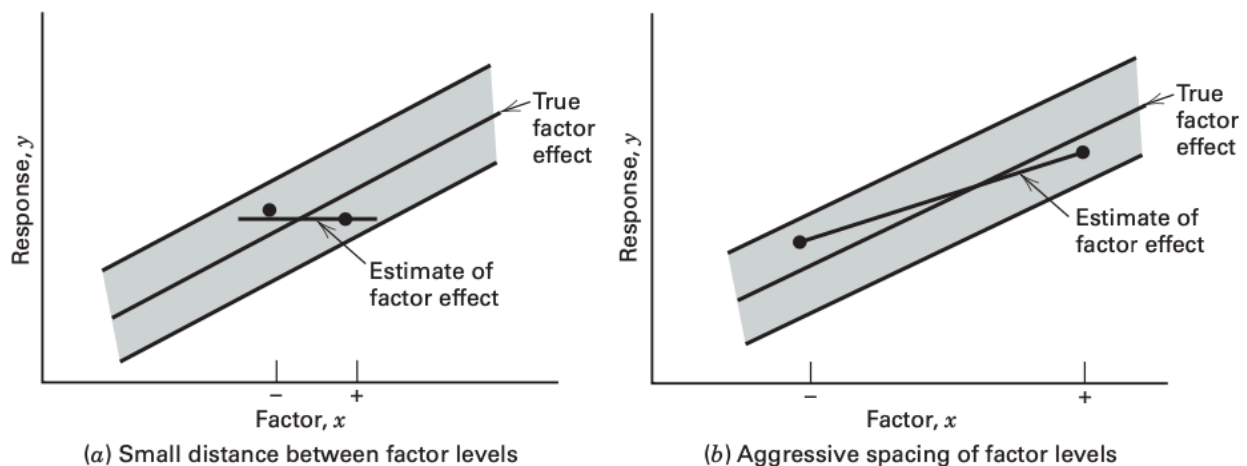 Response, y
True
factor
effect
Estimate of
factor effect
− +
Factor, x
(a) Small distance between factor levels
Response, y
True
factor
effect
Estimate of
factor effect
− +
Factor, x
(b) Aggressive spacing of factor levels